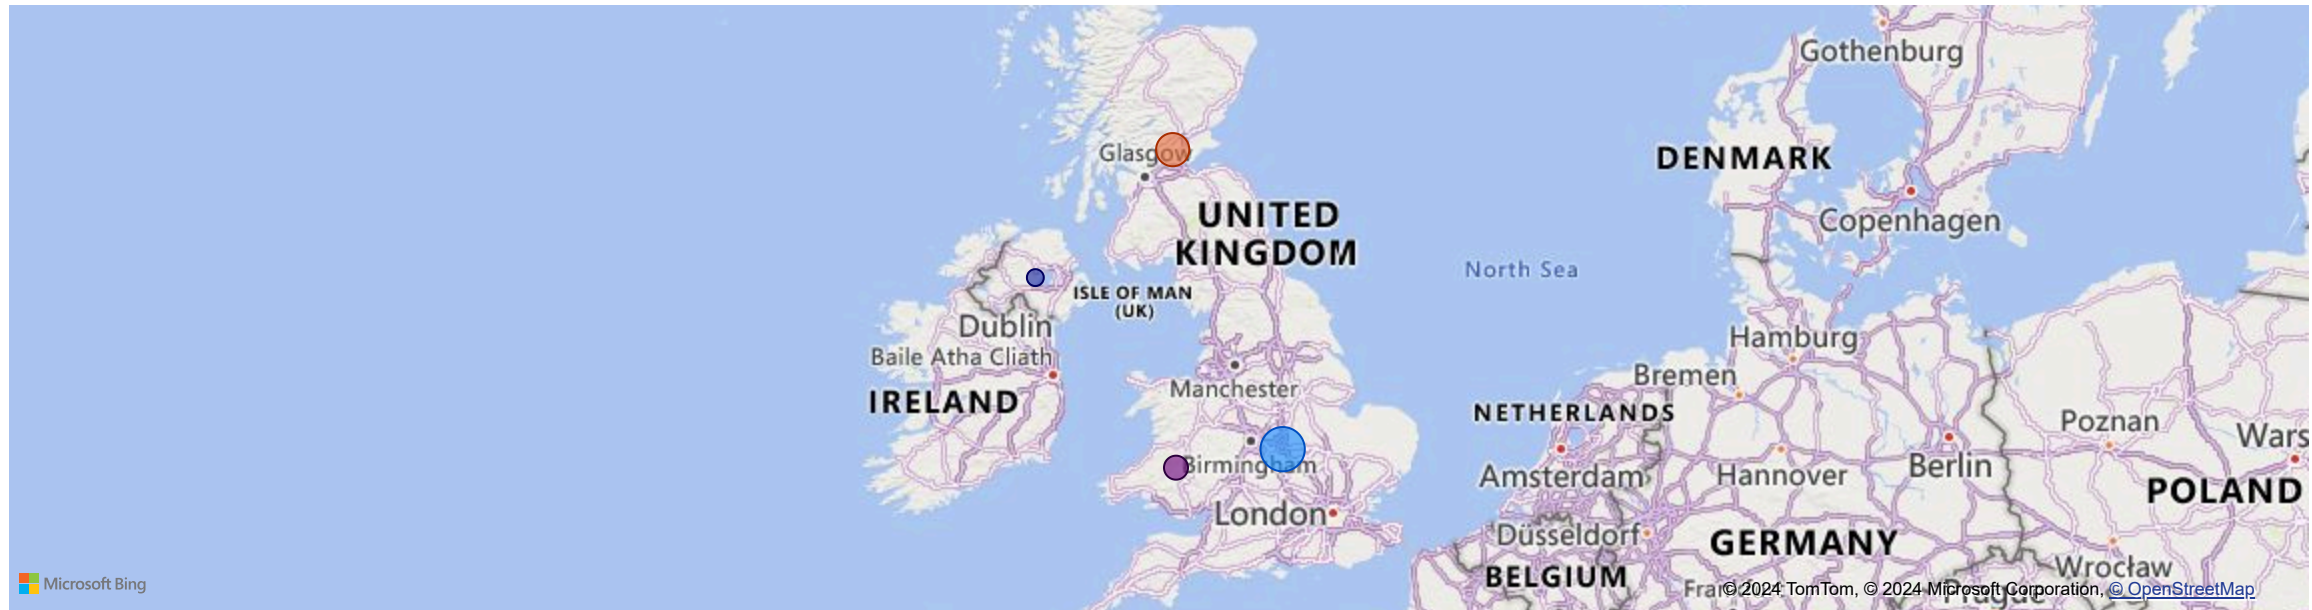 Gothenburg
Glasgow
DENMARK
UNITED
KINGDOM
Copenhagen
North Sea
ISLE OF MAN
(UK)
Dublin
Baile Atha Cliath
IRELAND
Hamburg
Bremen
Manchester
NETHERLANDS
Poznan
Wars
Birmingham
Amsterdam
Hannover
Berlin
POLAND
London
Düsseldorf
GERMANY
BELGIUM
Wrocław
Prague
Microsoft Bing
© 2024 TomTom, © 2024 Microsoft Corporation, © OpenStreetMap